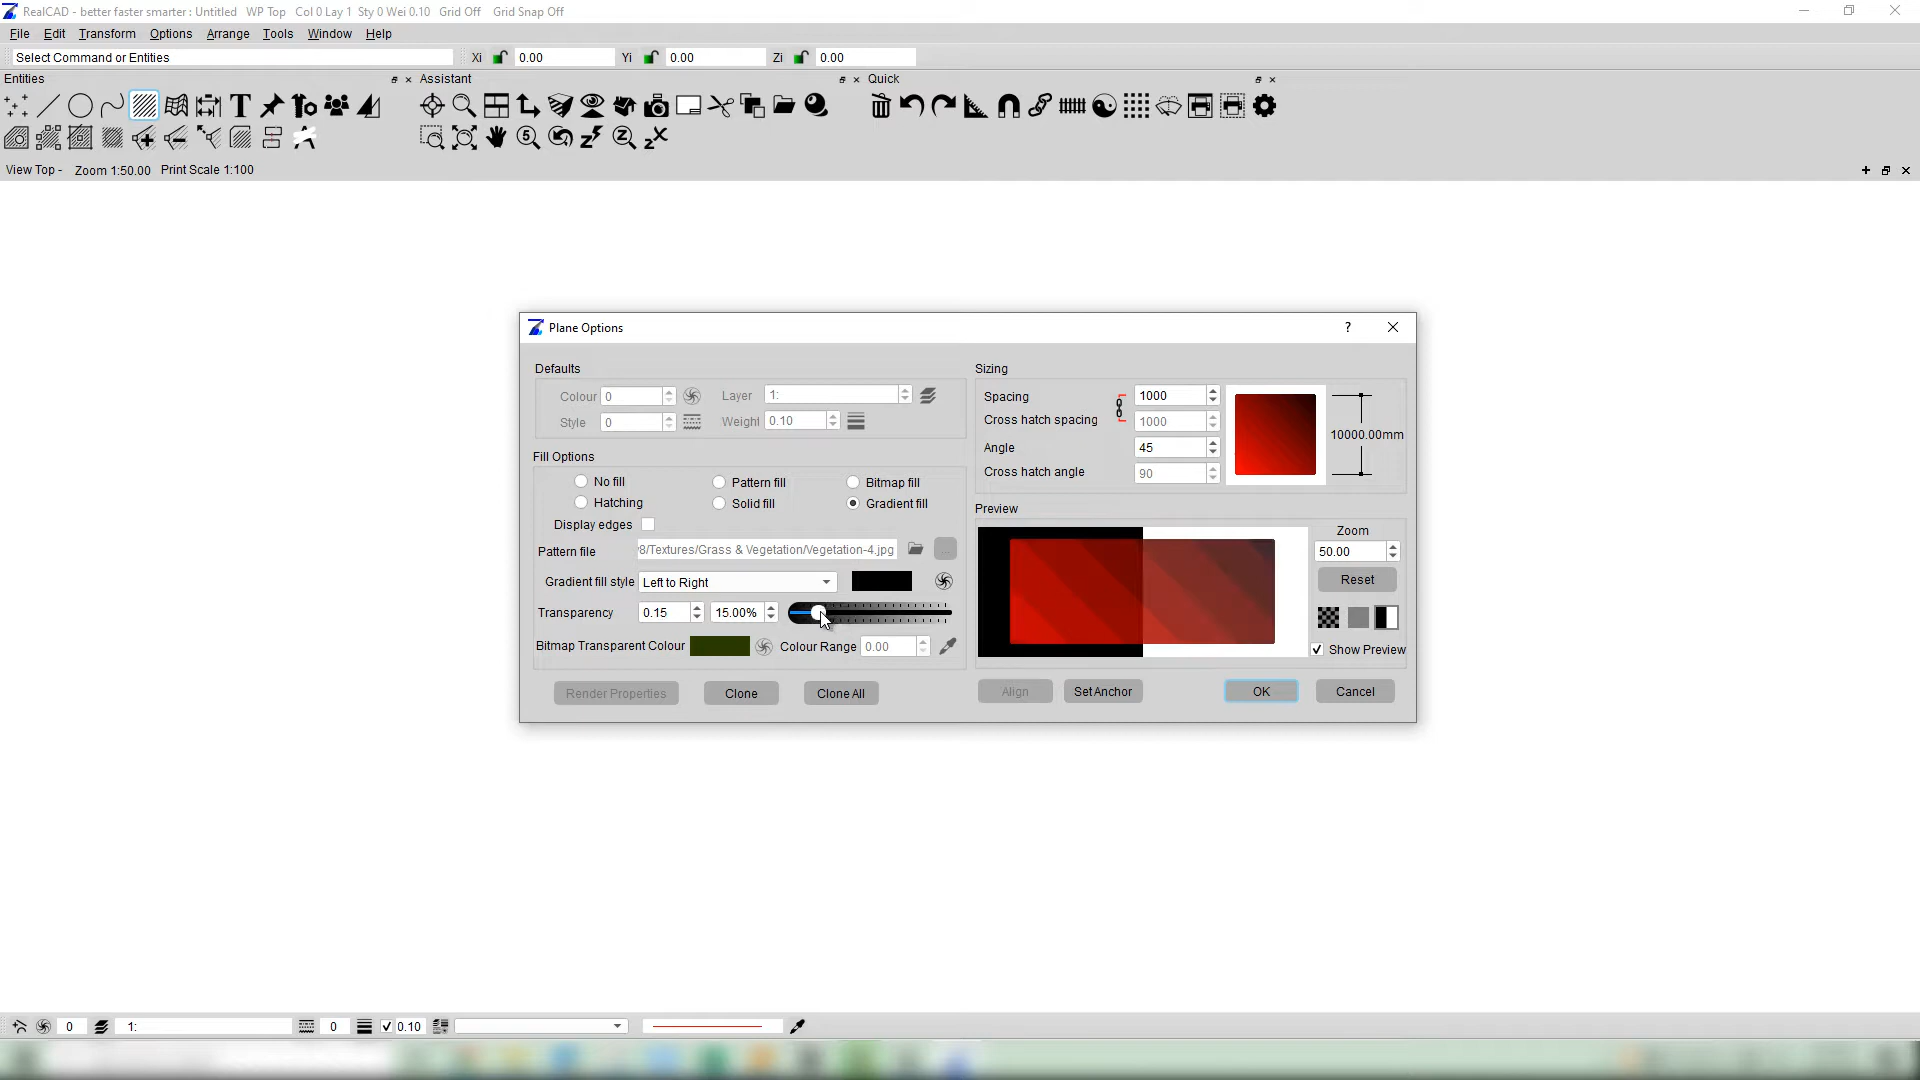 RealCAD - better faster smarter : Untitled WP Top Col 0 Lay 1 Sty 0 Wei 0.10 Grid Off Grid Snap Off
File Edit Transform Options Arrange Tools Window Help
Select Command or Entities Xi 0.00 Yi 0.00 Zi 0.00
Entities Assistant Quick
View Top - Zoom 1:50.00 Print Scale 1:100
Plane Options ?
Defaults
Colour 0 Layer 1:
Style 0 Weight 0.10
Fill Options
No fill Pattern fill Bitmap fill
Hatching Solid fill Gradient fill
Display edges
Pattern file 98/Textures/Grass & Vegetation/Vegetation-4.jpg ...
Gradient fill style Left to Right
Transparency 0.15 15.00%
Bitmap Transparent Colour Colour Range 0.00
Render Properties Clone Clone All
Sizing
Spacing 1000
Cross hatch spacing 1000
Angle 45
Cross hatch angle 90
10000.00mm
Preview
Zoom
50.00
Reset
Show Preview
Align Set Anchor OK Cancel
0 1: 0 0.10